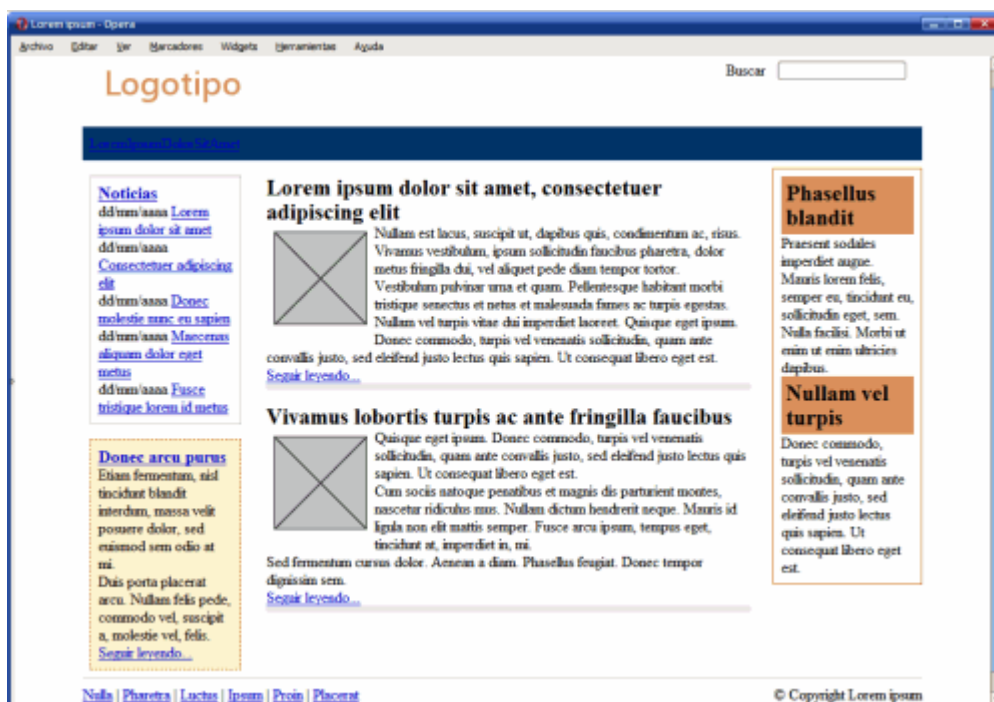 Lorem ipsum - Opera
Archivo Editar Ver Marcadores Widgets Herramientas Ayuda
Logotipo
Buscar
LoremIpsumDolorSitAmet
Noticias
dd/mm/aaaa Lorem
ipsum dolor sit amet
dd/mm/aaaa
Consectetuer adipiscing
elit
dd/mm/aaaa Donec
molestie nunc eu sapien
dd/mm/aaaa Maecenas
aliquam dolor eget
metus
dd/mm/aaaa Fusce
tristique lorem id metus
Donec arcu purus
Etiam fermentum, nisl
tincidunt blandit
interdum, massa velit
posuere dolor, sed
euismod sem odio at
mi.
Duis porta placerat
arcu. Nullam felis pede,
commodo vel, suscipit
a, molestie vel, felis.
Seguir leyendo...
Lorem ipsum dolor sit amet, consectetuer
adipiscing elit
Nullam est lacus, suscipit ut, dapibus quis, condimentum ac, risus.
Vivamus vestibulum, ipsum sollicitudin faucibus pharetra, dolor
metus fringilla dui, vel aliquet pede diam tempor tortor.
Vestibulum pulvinar urna et quam. Pellentesque habitant morbi
tristique senectus et netus et malesuada fames ac turpis egestas.
Nullam vel turpis vitae dui imperdiet laoreet. Quisque eget ipsum.
Donec commodo, turpis vel venenatis sollicitudin, quam ante
convallis justo, sed eleifend justo lectus quis sapien. Ut consequat libero eget est.
Seguir leyendo...
Vivamus lobortis turpis ac ante fringilla faucibus
Quisque eget ipsum. Donec commodo, turpis vel venenatis
sollicitudin, quam ante convallis justo, sed eleifend justo lectus quis
sapien. Ut consequat libero eget est.
Cum sociis natoque penatibus et magnis dis parturient montes,
nascetur ridiculus mus. Nullam dictum hendrerit neque. Mauris id
ligula non elit mattis semper. Fusce arcu ipsum, tempus eget,
tincidunt at, imperdiet in, mi.
Sed fermentum cursus dolor. Aenean a diam. Phasellus feugiat. Donec tempor
dignissim sem.
Seguir leyendo...
Phasellus
blandit
Praesent sodales
imperdiet augue.
Mauris lorem felis,
semper eu, tincidunt eu,
sollicitudin eget, sem.
Nulla facilisi. Morbi ut
enim ut enim ultricies
dapibus.
Nullam vel
turpis
Donec commodo,
turpis vel venenatis
sollicitudin, quam ante
convallis justo, sed
eleifend justo lectus
quis sapien. Ut
consequat libero eget
est.
Nulla | Pharetra | Luctus | Ipsum | Proin | Placerat
© Copyright Lorem ipsum